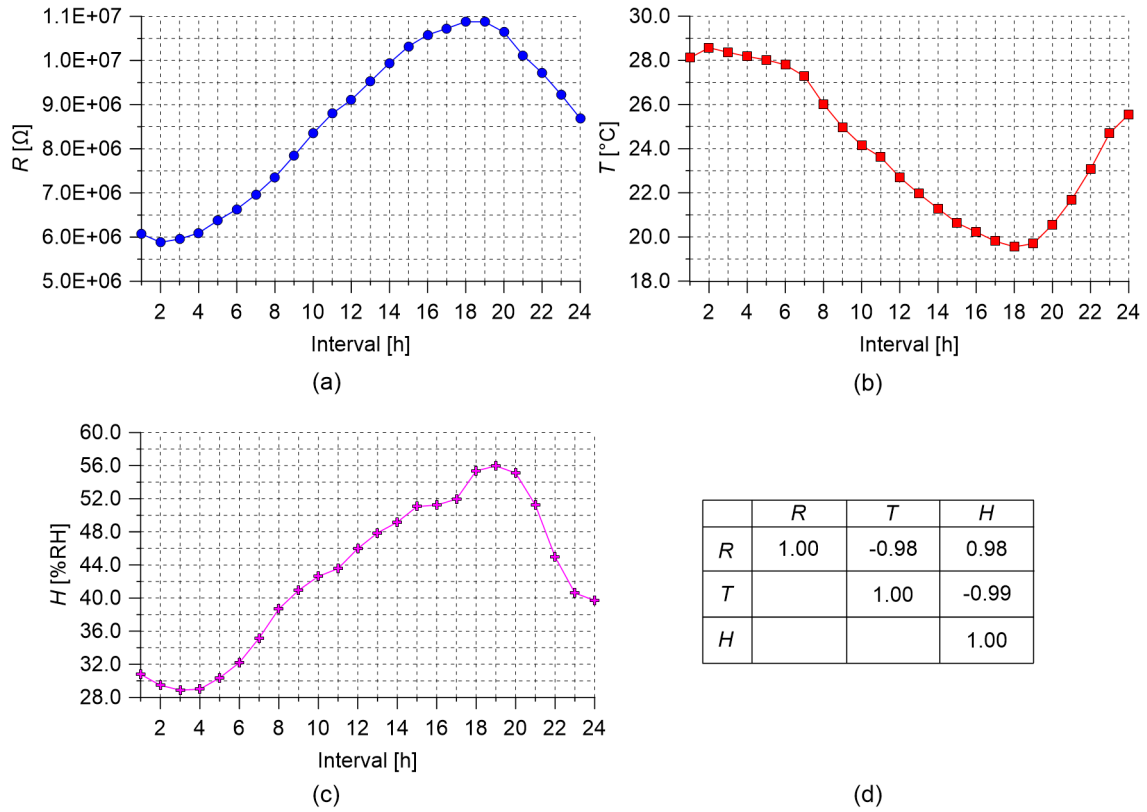 1.1E+07
1.0E+07
9.0E+06
8.0E+06
7.0E+06
6.0E+06
5.0E+06
R [Ω]
2 4 6 8 10 12 14 16 18 20 22 24
Interval [h]
(a)
30.0
28.0
26.0
24.0
22.0
20.0
18.0
T [°C]
2 4 6 8 10 12 14 16 18 20 22 24
Interval [h]
(b)
60.0
56.0
52.0
48.0
44.0
40.0
36.0
32.0
28.0
H [%RH]
2 4 6 8 10 12 14 16 18 20 22 24
Interval [h]
(c)
R T H
R 1.00 -0.98 0.98
T 1.00 -0.99
H 1.00
(d)